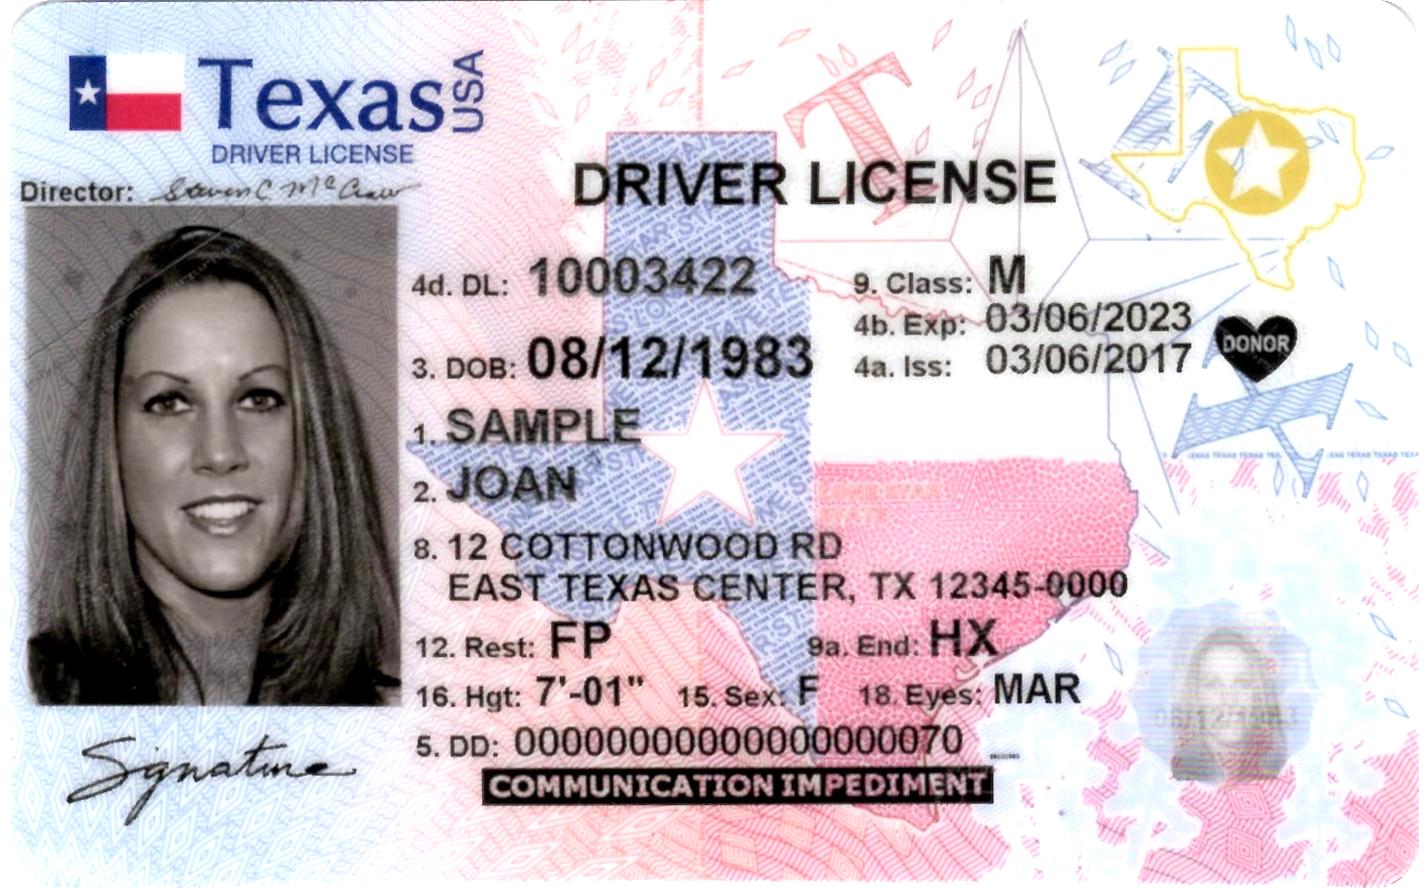 Texas USA
DRIVER LICENSE
Director: Steven C. McCraw
DRIVER LICENSE
4d. DL: 10003422
9. Class: M
4b. Exp: 03/06/2023
3. DOB: 08/12/1983
4a. Iss: 03/06/2017
DONOR
1. SAMPLE
2. JOAN
8. 12 COTTONWOOD RD
EAST TEXAS CENTER, TX 12345-0000
12. Rest: FP
9a. End: HX
16. Hgt: 7'-01" 15. Sex: F 18. Eyes: MAR
5. DD: 00000000000000000070
COMMUNICATION IMPEDIMENT
Signature
08/12/1983